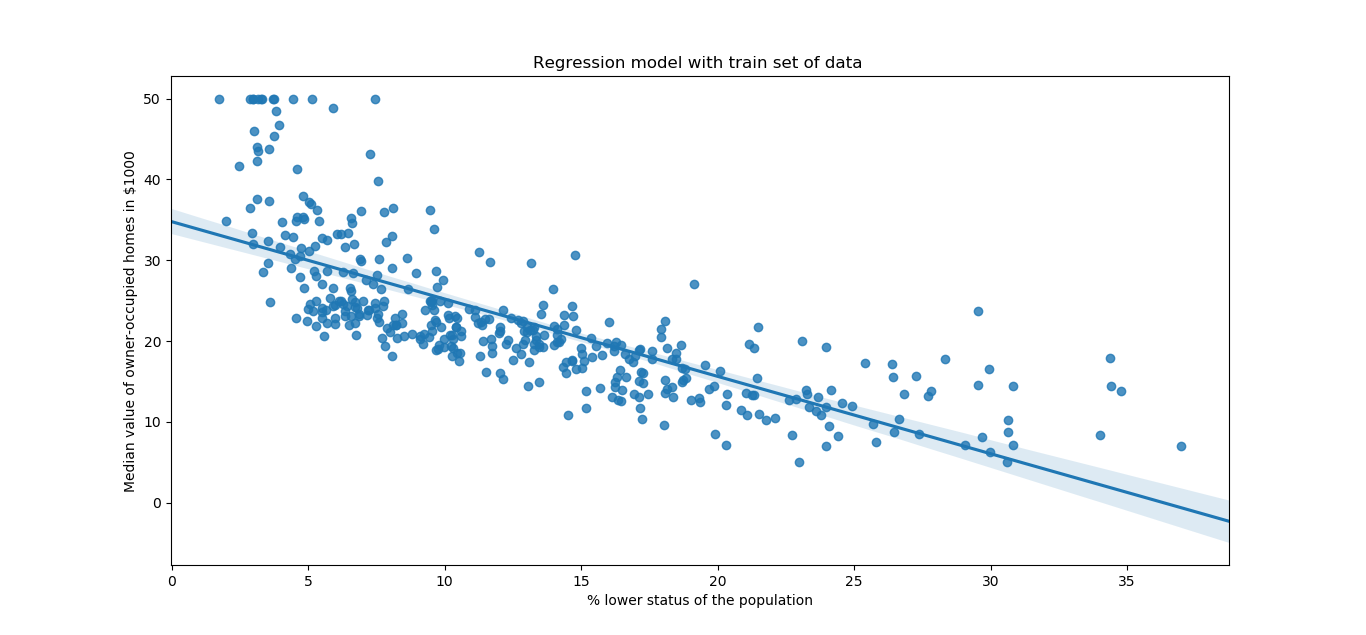 Regression model with train set of data
Median value of owner-occupied homes in $1000
50
40
30
20
10
0
0 5 10 15 20 25 30 35
% lower status of the population